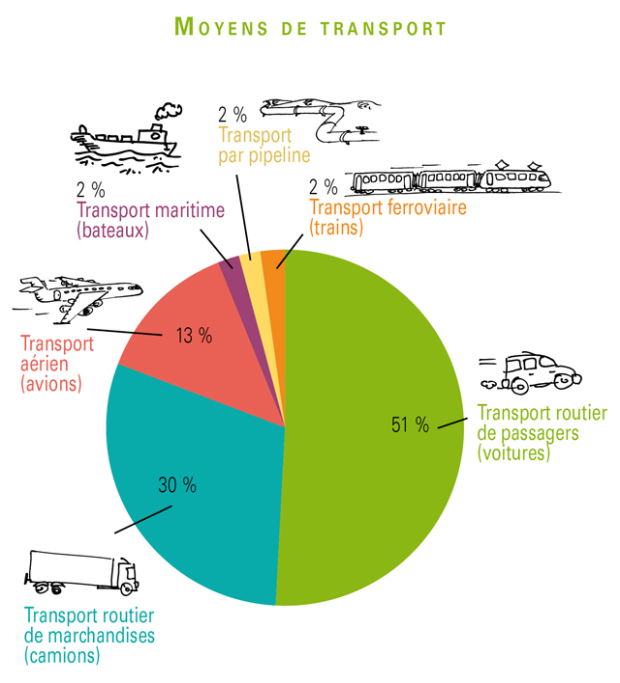 MOYENS DE TRANSPORT
2 %
Transport
par pipeline
2 %
Transport maritime
(bateaux)
2 %
Transport ferroviaire
(trains)
13 %
Transport
aérien
(avions)
51 %
Transport routier
de passagers
(voitures)
30 %
Transport routier
de marchandises
(camions)